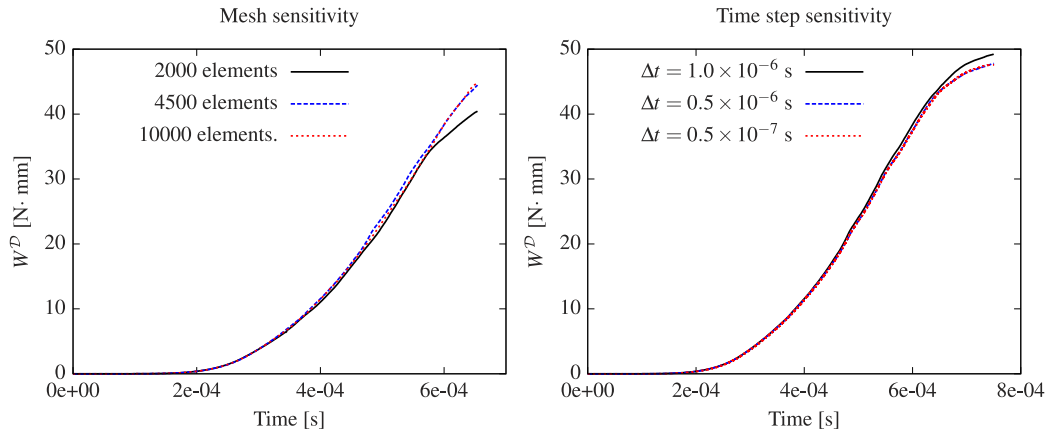 Mesh sensitivity
50
40
30
20
10
0
W^D [N· mm]
2000 elements
4500 elements
10000 elements.
0e+00
2e-04
4e-04
6e-04
Time [s]
Time step sensitivity
50
40
30
20
10
0
W^D [N· mm]
Δt = 1.0 × 10^-6 s
Δt = 0.5 × 10^-6 s
Δt = 0.5 × 10^-7 s
0e+00
2e-04
4e-04
6e-04
8e-04
Time [s]